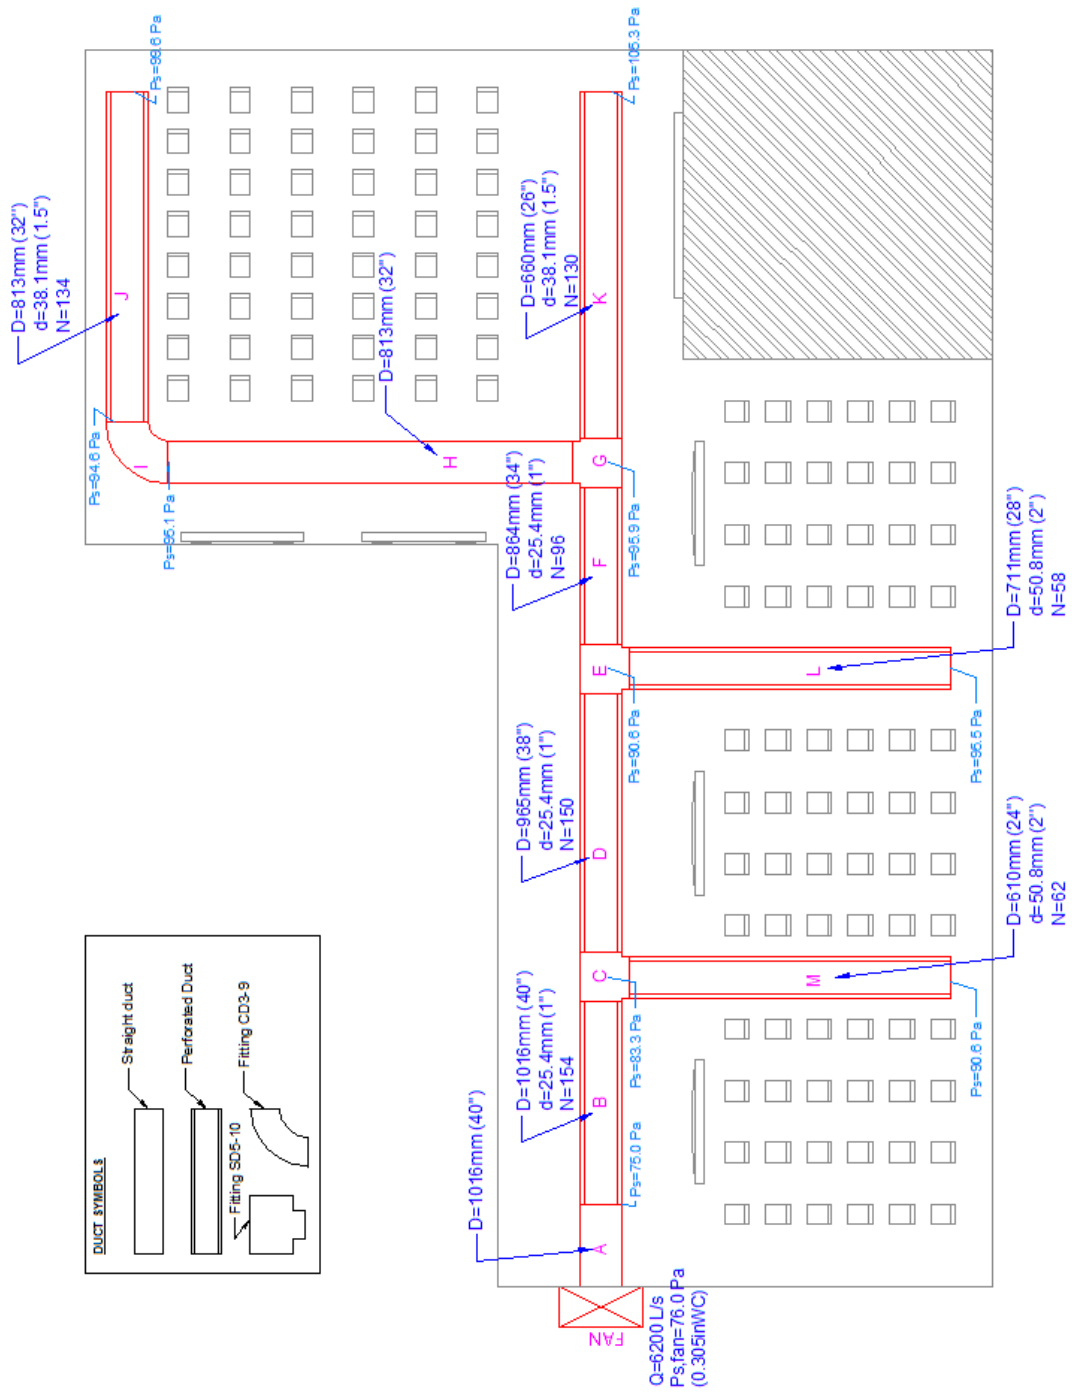 DUCT SYMBOLS
Straight duct
Perforated Duct
Fitting SD5-10
Fitting CD3-9
D=813mm (32")
d=38.1mm (1.5")
N=134
J
Ps=99.6 Pa
Ps=94.6 Pa
I
Ps=95.1 Pa
D=813mm (32")
H
D=660mm (26")
d=38.1mm (1.5")
N=130
K
Ps=105.3 Pa
G
Ps=95.9 Pa
D=864mm (34")
d=25.4mm (1")
N=96
F
E
Ps=90.6 Pa
D=965mm (38")
d=25.4mm (1")
N=150
D
C
Ps=83.3 Pa
D=1016mm (40")
d=25.4mm (1")
N=154
B
Ps=75.0 Pa
D=1016mm (40")
A
FAN
Q=6200 L/s
Ps,fan=76.0 Pa
(0.305inWC)
L
D=711mm (28")
d=50.8mm (2")
N=58
Ps=95.5 Pa
M
D=610mm (24")
d=50.8mm (2")
N=62
Ps=90.6 Pa